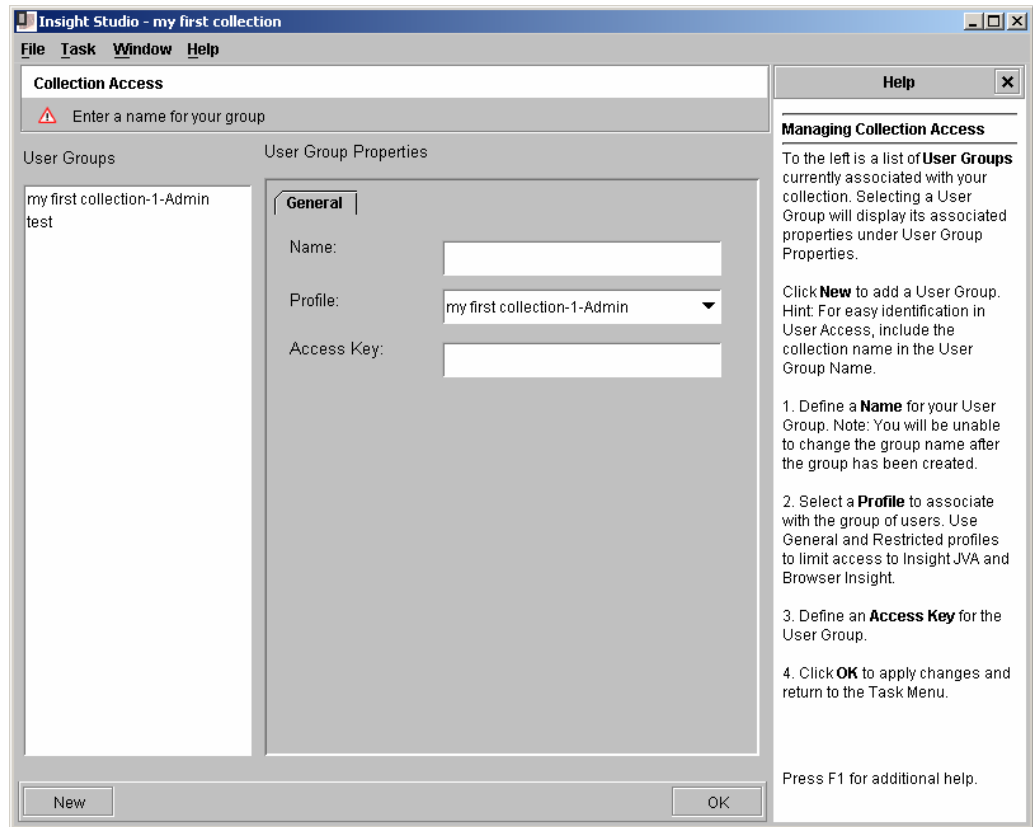 Insight Studio - my first collection
File Task Window Help
Collection Access
Enter a name for your group
User Groups
my first collection-1-Admin
test
User Group Properties
General
Name:
Profile:
my first collection-1-Admin
Access Key:
New
OK
Help
Managing Collection Access
To the left is a list of User Groups
currently associated with your
collection. Selecting a User
Group will display its associated
properties under User Group
Properties.
Click New to add a User Group.
Hint: For easy identification in
User Access, include the
collection name in the User
Group Name.
1. Define a Name for your User
Group. Note: You will be unable
to change the group name after
the group has been created.
2. Select a Profile to associate
with the group of users. Use
General and Restricted profiles
to limit access to Insight JVA and
Browser Insight.
3. Define an Access Key for the
User Group.
4. Click OK to apply changes and
return to the Task Menu.
Press F1 for additional help.